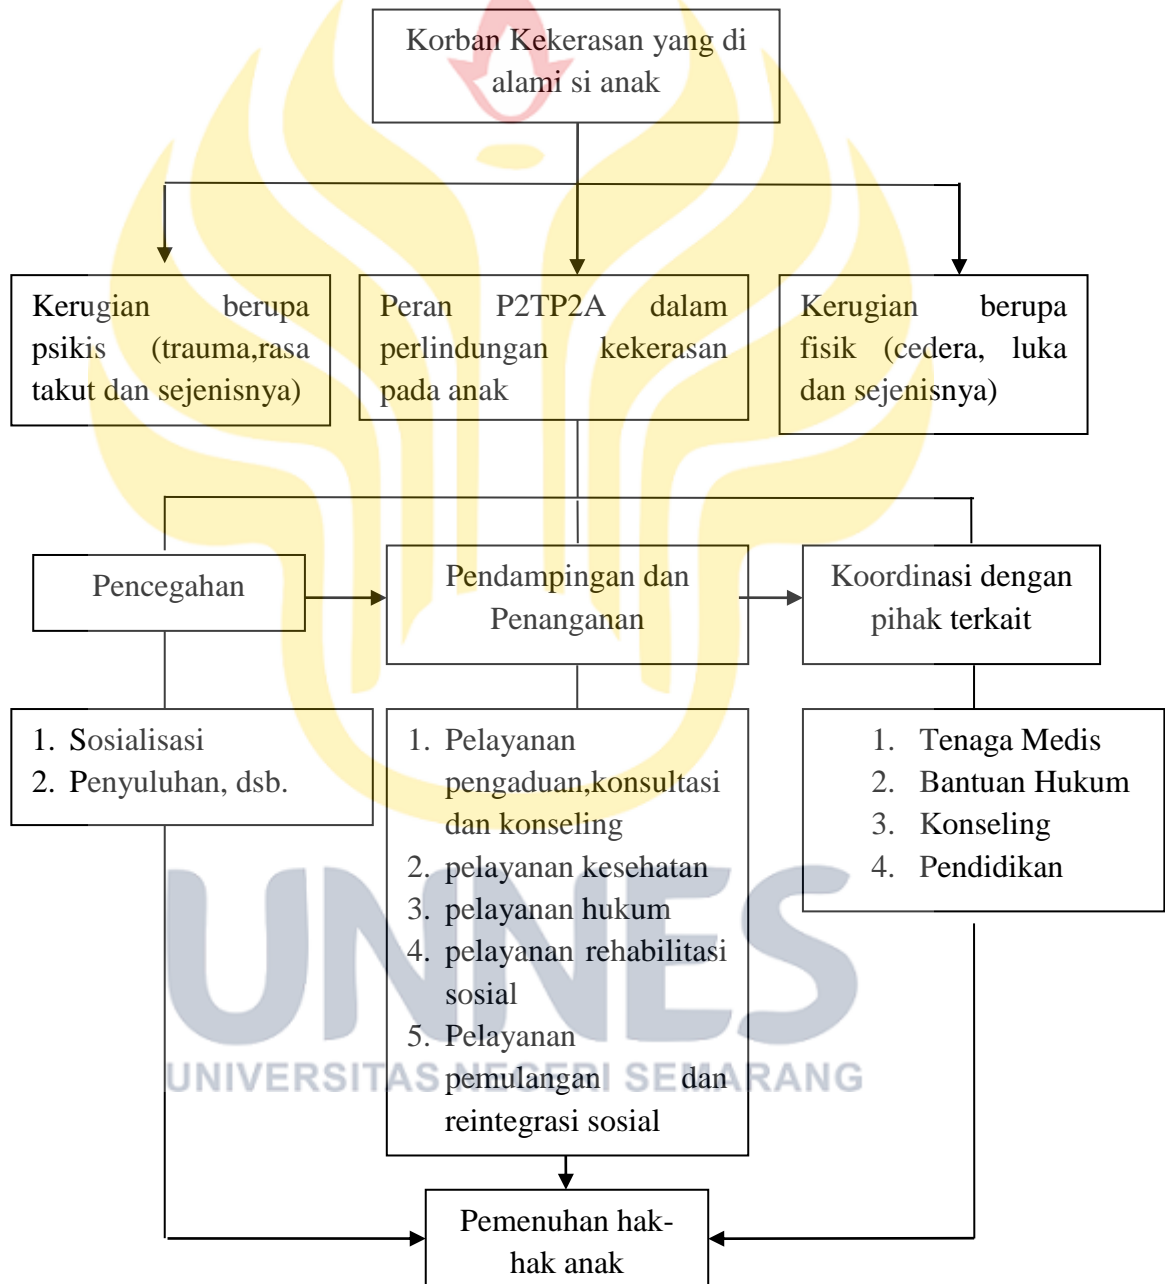 Korban Kekerasan yang di
alami si anak
Kerugian berupa
psikis (trauma,rasa
takut dan sejenisnya)
Peran P2TP2A dalam
perlindungan kekerasan
pada anak
Kerugian berupa
fisik (cedera, luka
dan sejenisnya)
Pencegahan
Pendampingan dan
Penanganan
Koordinasi dengan
pihak terkait
1. Sosialisasi
2. Penyuluhan, dsb.
1. Pelayanan
pengaduan,konsultasi
dan konseling
2. pelayanan kesehatan
3. pelayanan hukum
4. pelayanan rehabilitasi
sosial
5. Pelayanan
pemulangan dan
reintegrasi sosial
1. Tenaga Medis
2. Bantuan Hukum
3. Konseling
4. Pendidikan
UNNES
UNIVERSITAS NEGERI SEMARANG
Pemenuhan hak-
hak anak